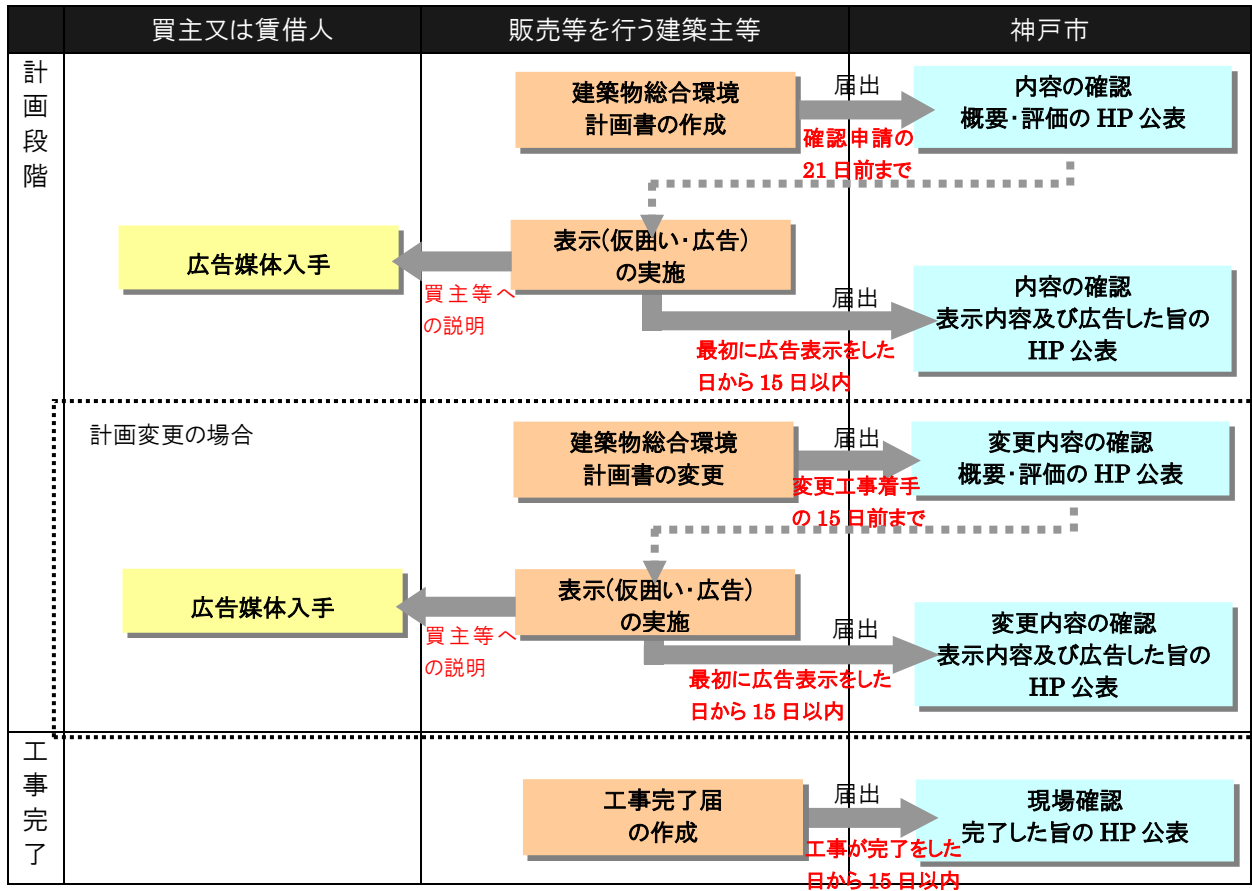 買主又は賃借人
販売等を行う建築主等
神戸市
計画段階
建築物総合環境
計画書の作成
届出
確認申請の
21日前まで
内容の確認
概要・評価のHP公表
広告媒体入手
買主等へ
の説明
表示(仮囲い・広告)
の実施
届出
最初に広告表示をした
日から15日以内
内容の確認
表示内容及び広告した旨の
HP公表
計画変更の場合
建築物総合環境
計画書の変更
届出
変更工事着手
の15日前まで
変更内容の確認
概要・評価のHP公表
広告媒体入手
買主等へ
の説明
表示(仮囲い・広告)
の実施
届出
最初に広告表示をした
日から15日以内
変更内容の確認
表示内容及び広告した旨の
HP公表
工事完了
工事完了届
の作成
届出
工事が完了をした
日から15日以内
現場確認
完了した旨のHP公表